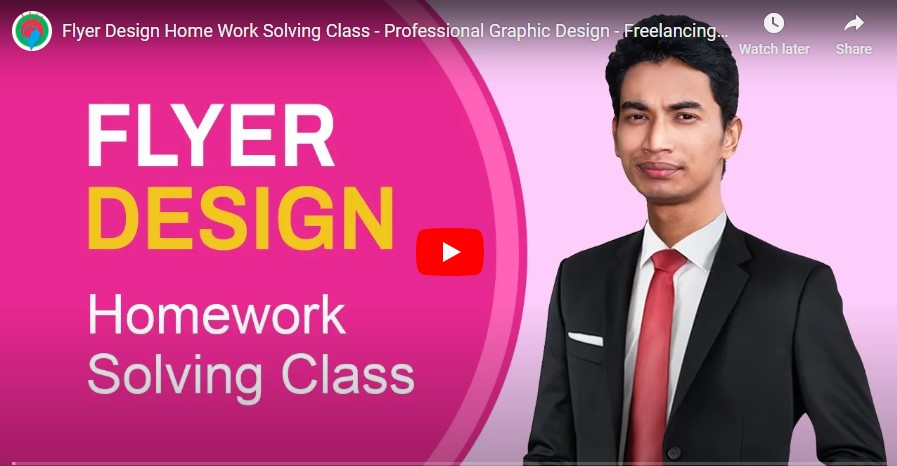 Flyer Design Home Work Solving Class - Professional Graphic Design - Freelancing...
Watch later
Share
FLYER
DESIGN
Homework
Solving Class